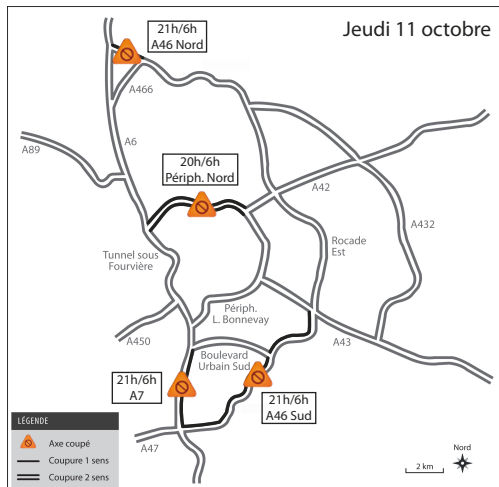 Jeudi 11 octobre
21h/6h
A46 Nord
A466
A6
A89
20h/6h
Périph. Nord
A42
A432
Tunnel sous
Fourvière
Rocade
Est
Périph.
L. Bonnevay
A450
A43
Boulevard
Urbain Sud
21h/6h
A7
21h/6h
A46 Sud
A47
LÉGENDE
Axe coupé
Coupure 1 sens
Coupure 2 sens
Nord
2 km